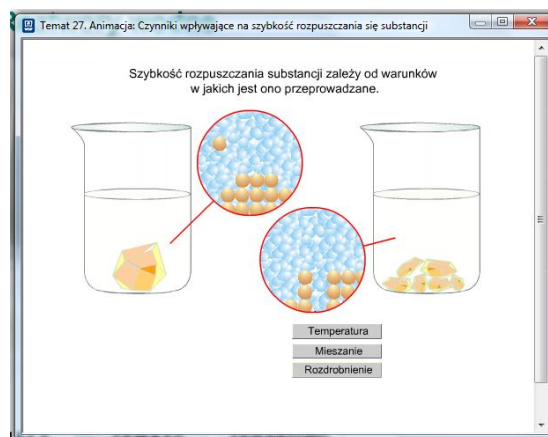 Temat 27. Animacja: Czynniki wpływające na szybkość rozpuszczania się substancji
Szybkość rozpuszczania substancji zależy od warunków
w jakich jest ono przeprowadzane.
Temperatura
Mieszanie
Rozdrobnienie